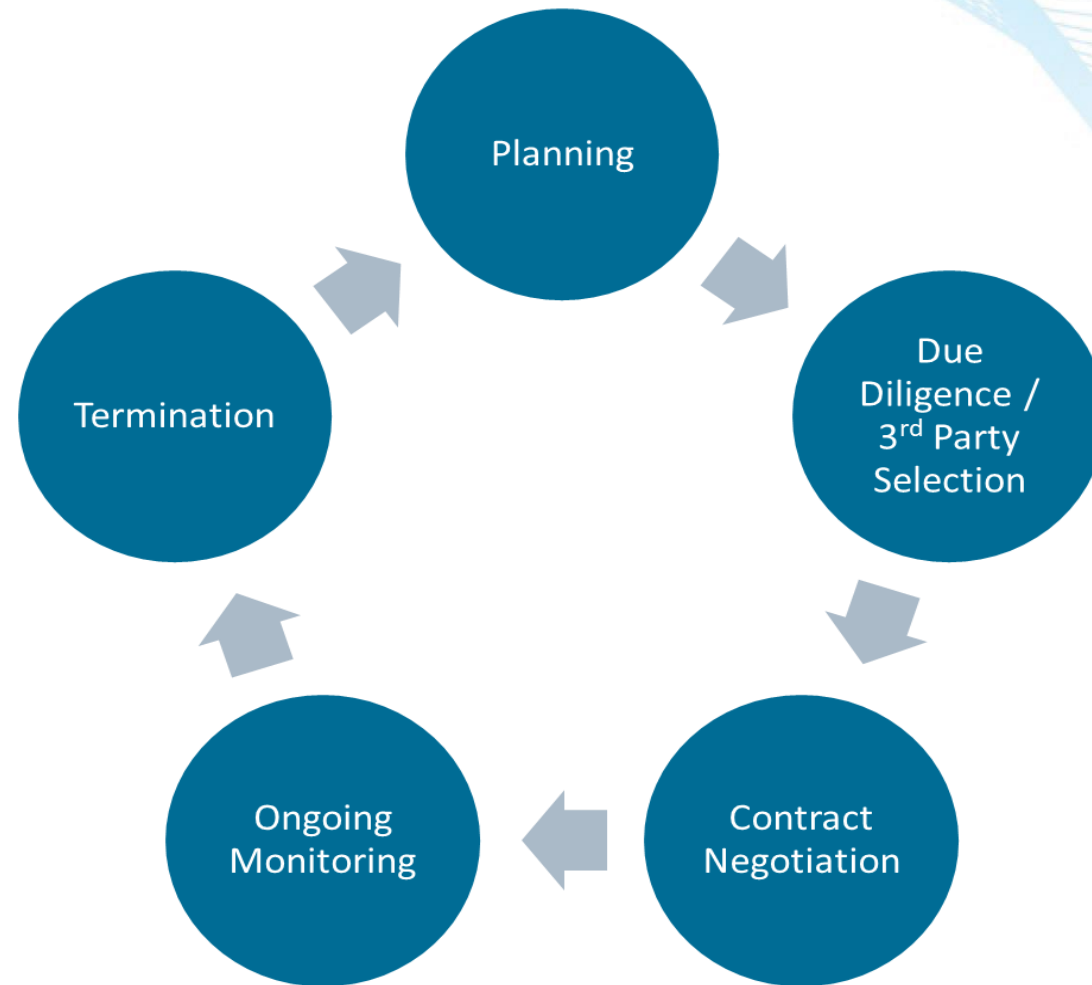 Planning
Due
Diligence /
3rd Party
Selection
Contract
Negotiation
Ongoing
Monitoring
Termination